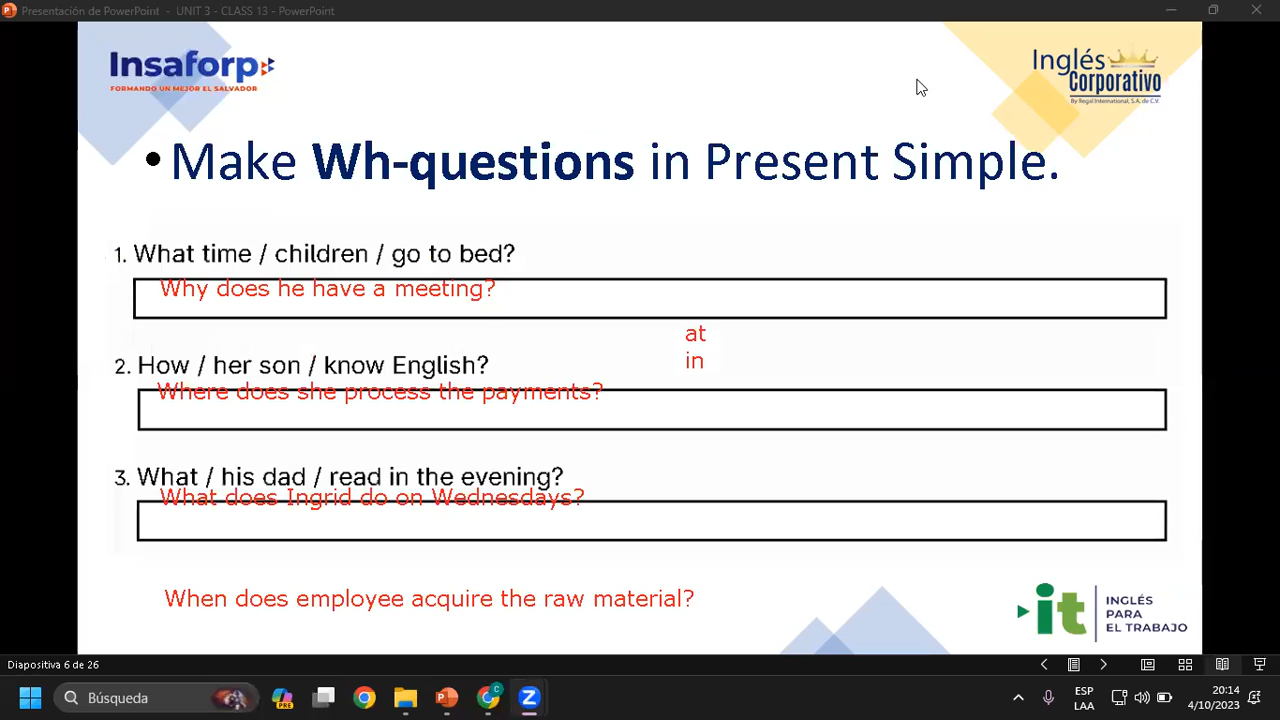 Presentación de PowerPoint - UNIT 3 - CLASS 13 - PowerPoint
Insaforp
FORMANDO UN MEJOR EL SALVADOR
Inglés
Corporativo
By Regal International, S.A. de C.V.
• Make Wh-questions in Present Simple.
1. What time / children / go to bed?
Why does he have a meeting?
at
in
2. How / her son / know English?
Where does she process the payments?
3. What / his dad / read in the evening?
What does Ingrid do on Wednesdays?
When does employee acquire the raw material?
it
INGLÉS
PARA
EL TRABAJO
Diapositiva 6 de 26
Búsqueda
PRE
C
ESP
LAA
20:14
4/10/2023